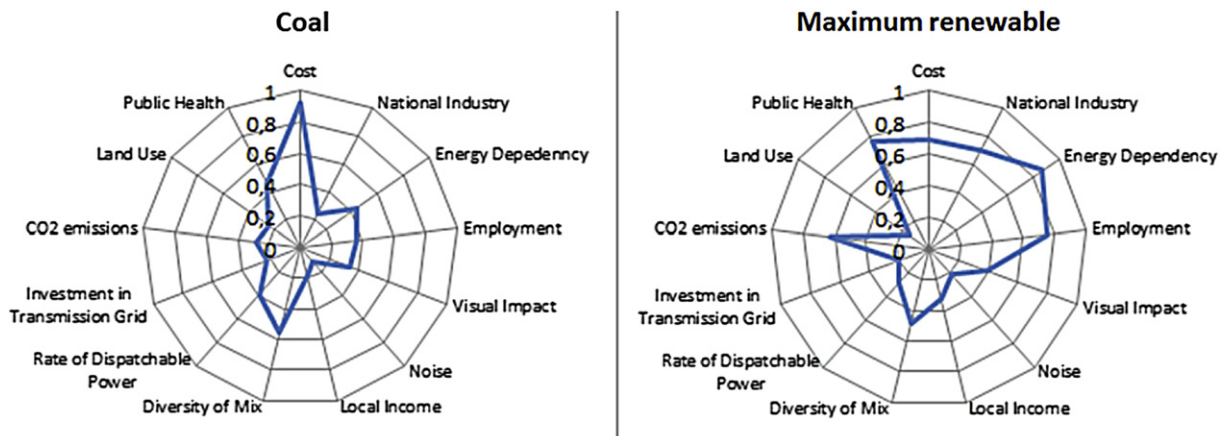 Coal
Cost
National Industry
Energy Depedenncy
Employment
Visual Impact
Noise
Local Income
Diversity of Mix
Rate of Dispatchable
Power
Investment in
Transmission Grid
CO2 emissions
Land Use
Public Health
1
0,8
0,6
0,4
0,2
0
Maximum renewable
Cost
National Industry
Energy Dependency
Employment
Visual Impact
Noise
Local Income
Diversity of Mix
Rate of Dispatchable
Power
Investment in
Transmission Grid
CO2 emissions
Land Use
Public Health
1
0,8
0,6
0,4
0,2
0